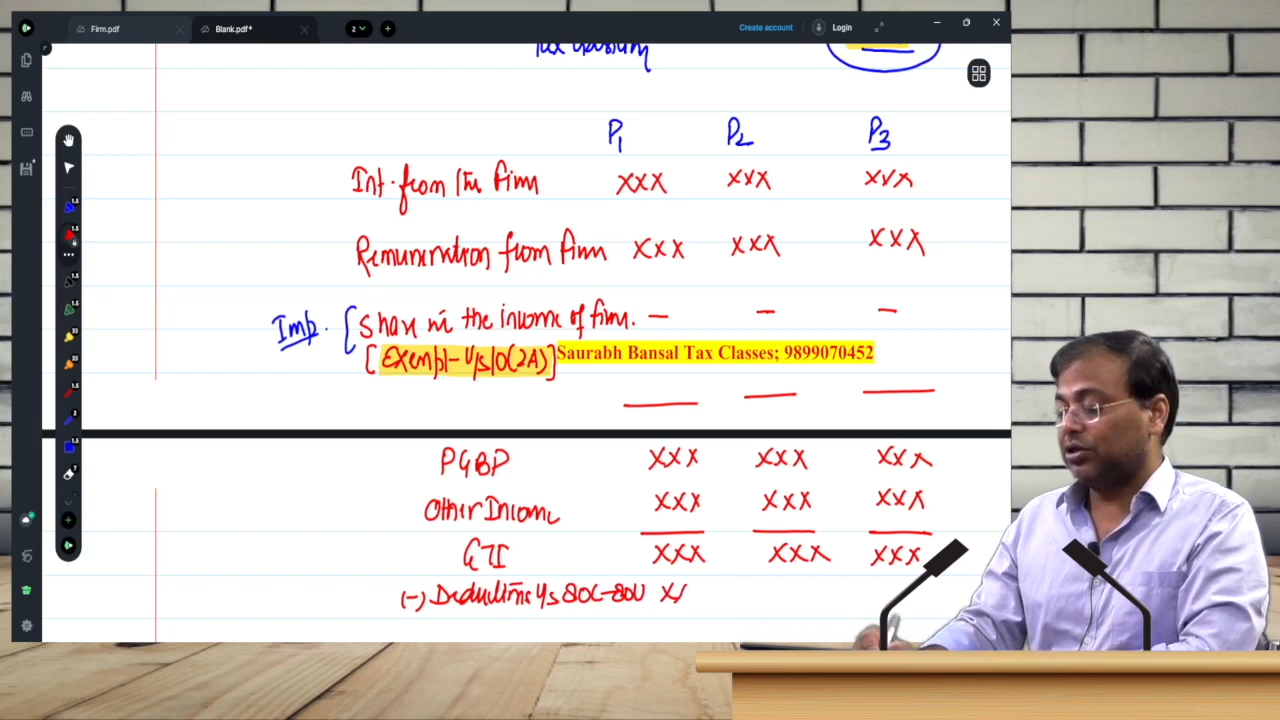 Firm.pdf Blank.pdf* 2 Create account Login
P1 P2 P3
Int. from the Firm xxx xxx xxx
Remuneration from Firm xxx xxx xxx
Imp. [Share in the income of firm. — — —
[Exempt-U/s 10(2A)] Saurabh Bansal Tax Classes; 9899070452
PGBP xxx xxx xxx
Other Income xxx xxx xxx
GTI xxx xxx xxx
(-) Deductions U/s 80C-80U xx